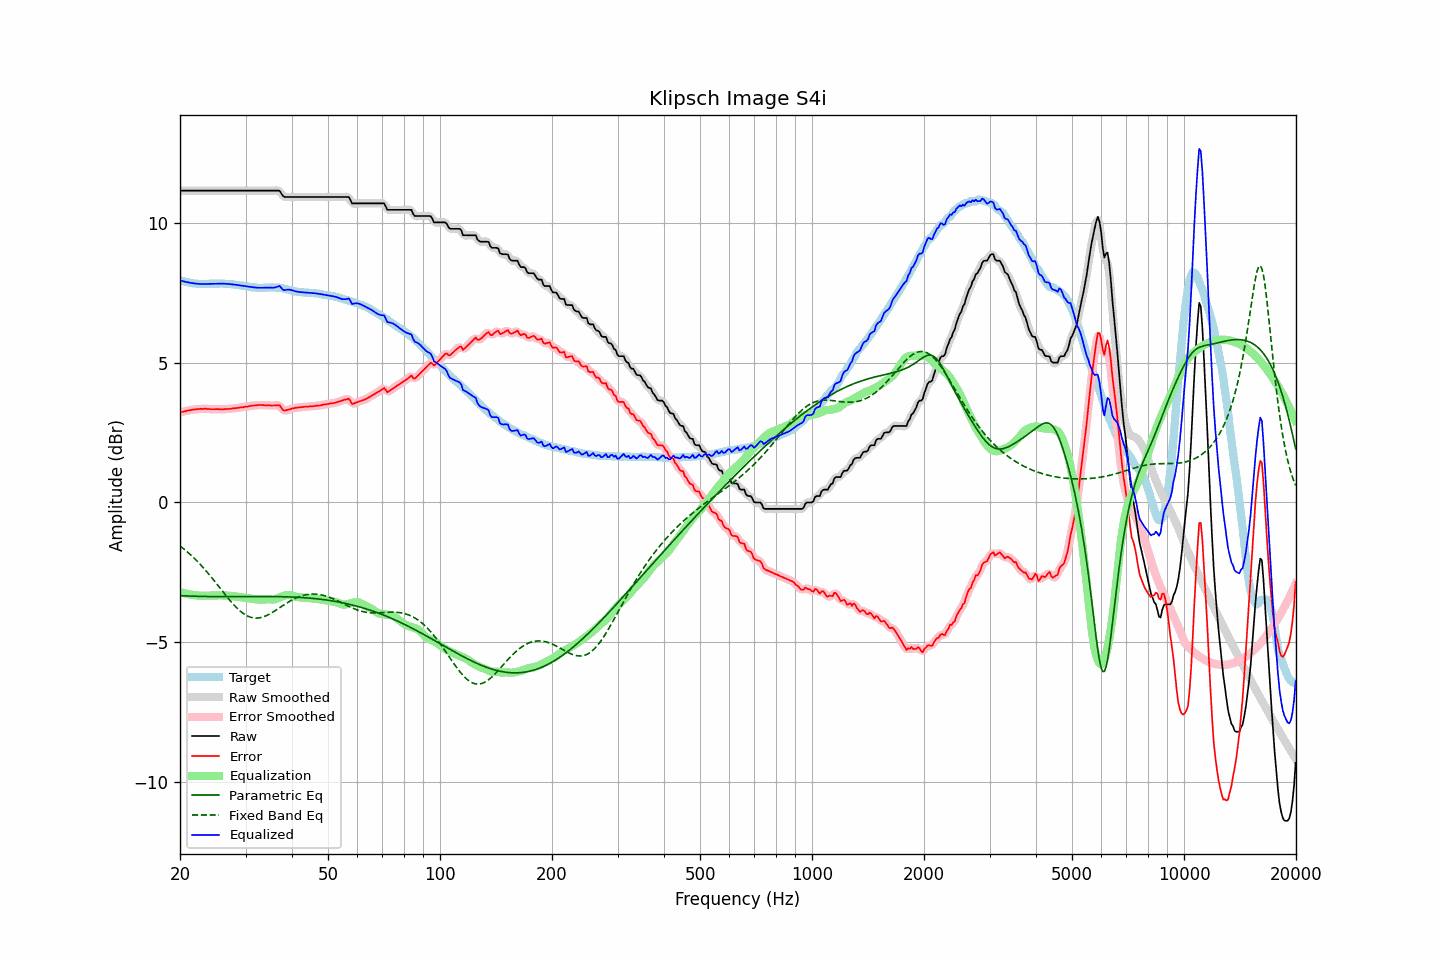 Klipsch Image S4i
Amplitude (dBr)
10
5
0
−5
−10
Target
Raw Smoothed
Error Smoothed
Raw
Error
Equalization
Parametric Eq
Fixed Band Eq
Equalized
20 50 100 200 500 1000 2000 5000 10000 20000
Frequency (Hz)